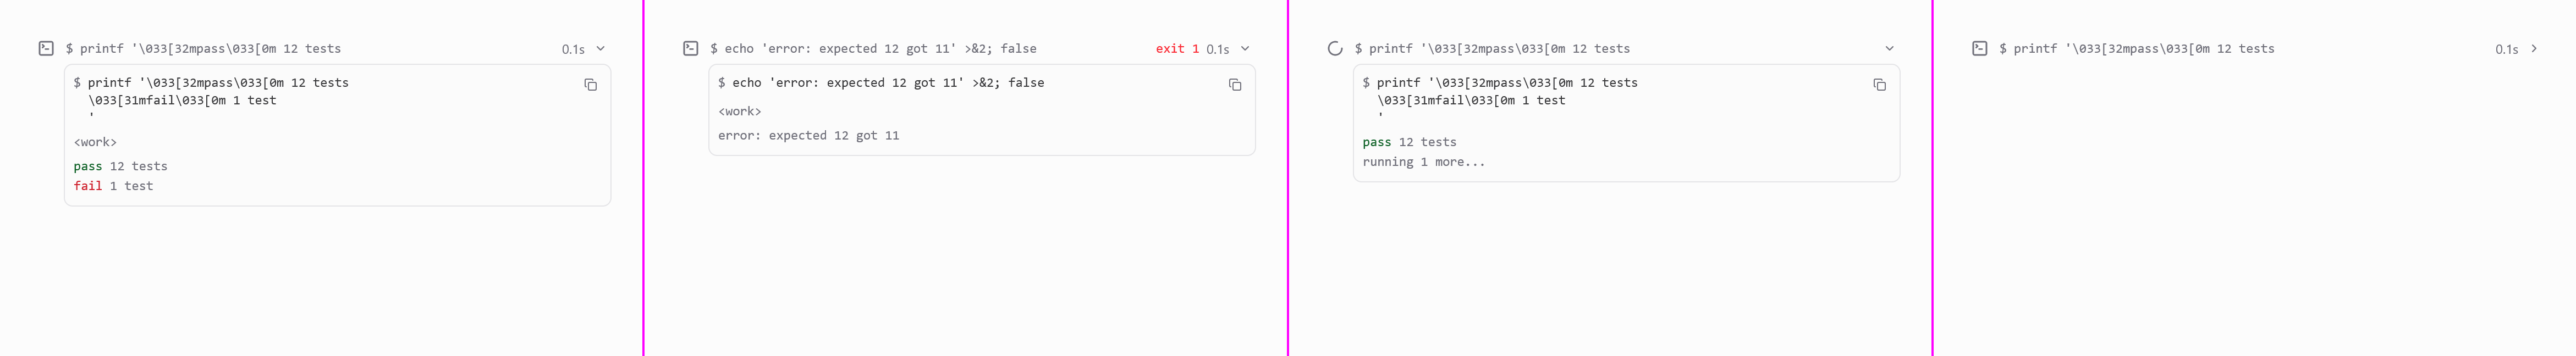 $ printf '\033[32mpass\033[0m 12 tests 0.1s
$ printf '\033[32mpass\033[0m 12 tests
\033[31mfail\033[0m 1 test
'
<work>
pass 12 tests
fail 1 test
$ echo 'error: expected 12 got 11' >&2; false exit 1 0.1s
$ echo 'error: expected 12 got 11' >&2; false
<work>
error: expected 12 got 11
$ printf '\033[32mpass\033[0m 12 tests
$ printf '\033[32mpass\033[0m 12 tests
\033[31mfail\033[0m 1 test
'
pass 12 tests
running 1 more...
$ printf '\033[32mpass\033[0m 12 tests 0.1s